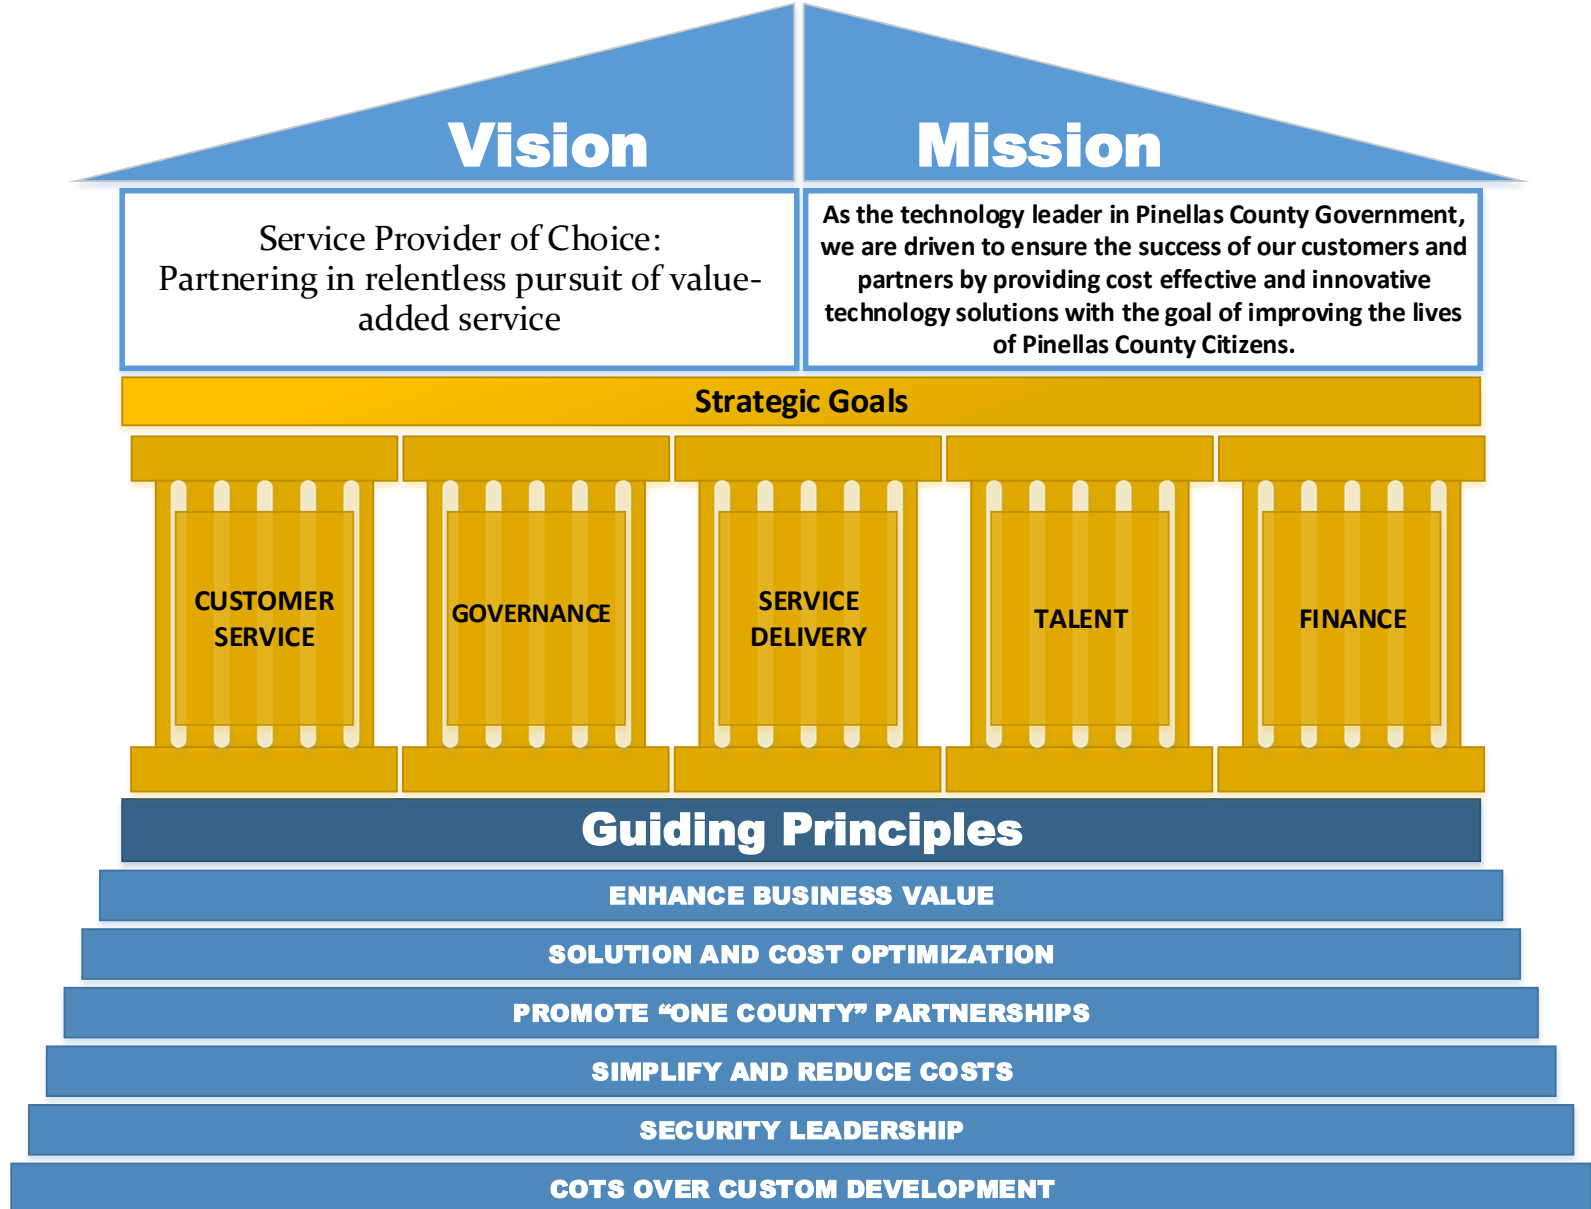 Vision
Mission
Service Provider of Choice:
Partnering in relentless pursuit of value-
added service
As the technology leader in Pinellas County Government,
we are driven to ensure the success of our customers and
partners by providing cost effective and innovative
technology solutions with the goal of improving the lives
of Pinellas County Citizens.
Strategic Goals
CUSTOMER
SERVICE
GOVERNANCE
SERVICE
DELIVERY
TALENT
FINANCE
Guiding Principles
ENHANCE BUSINESS VALUE
SOLUTION AND COST OPTIMIZATION
PROMOTE “ONE COUNTY” PARTNERSHIPS
SIMPLIFY AND REDUCE COSTS
SECURITY LEADERSHIP
COTS OVER CUSTOM DEVELOPMENT